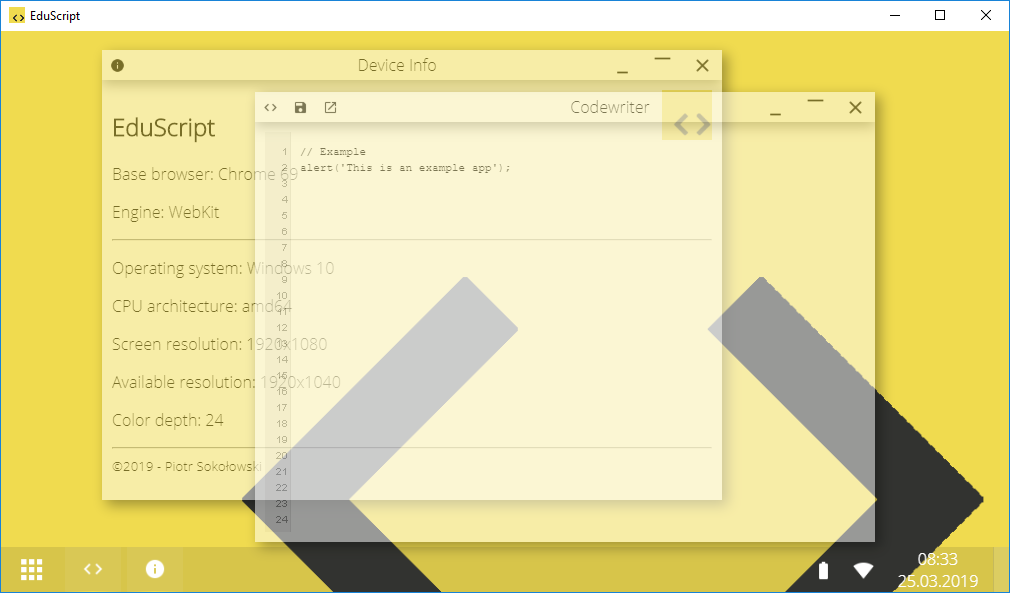 EduScript
Device Info
EduScript
Base browser: Chrome 69
Engine: WebKit
Operating system: Windows 10
CPU architecture: amd64
Screen resolution: 1920x1080
Available resolution: 1920x1040
Color depth: 24
©2019 - Piotr Sokołowski
Codewriter
1 // Example
2 alert('This is an example app');
3
4
5
6
7
8
9
10
11
12
13
14
15
16
17
18
19
20
21
22
23
24
08:33
25.03.2019